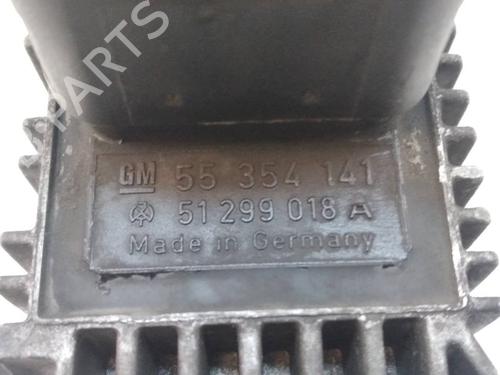 PARTS
GM 55 354 141
51 299 018 A
Made in Germany